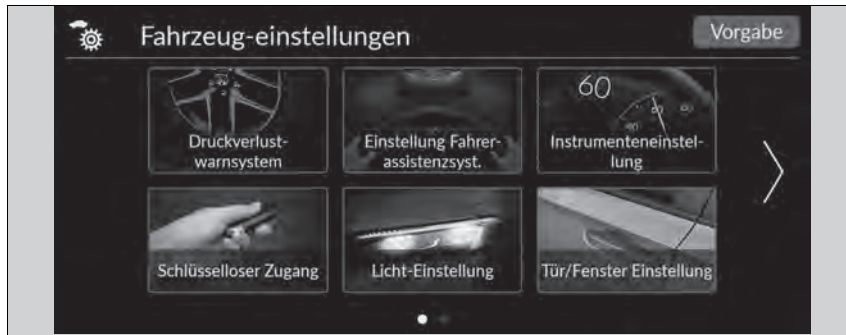 Fahrzeug-einstellungen
Vorgabe
Druckverlust-
warnsystem
Einstellung Fahrer-
assistenzsyst.
60
Instrumenteneinstel-
lung
Schlüsselloser Zugang
Licht-Einstellung
Tür/Fenster Einstellung